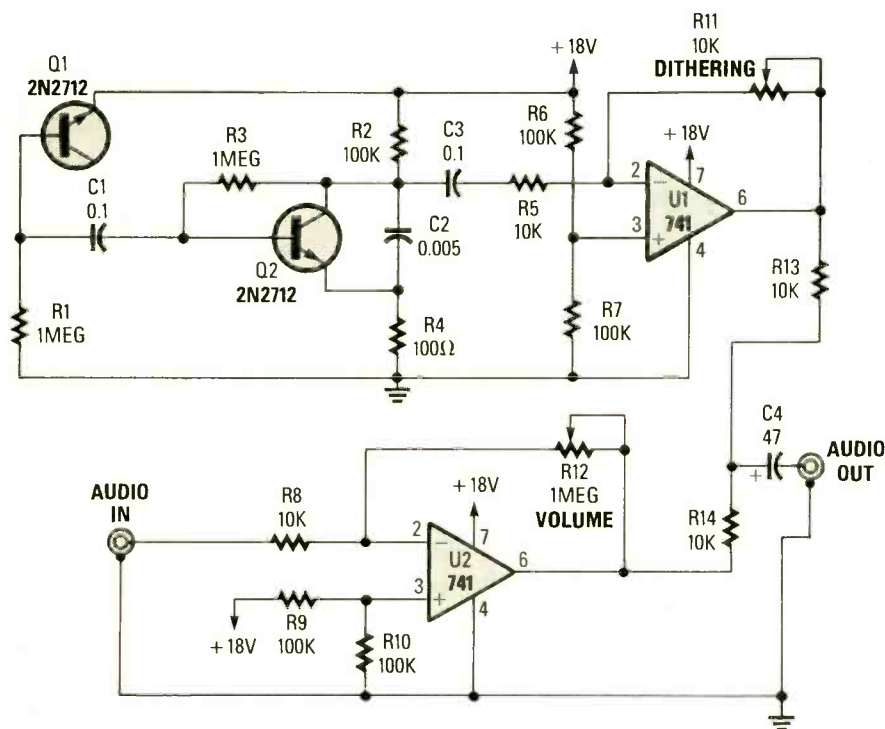 Q1
2N2712
R1
1MEG
C1
0.1
R3
1MEG
Q2
2N2712
R2
100K
C2
0.005
R4
100Ω
C3
0.1
R5
10K
+18V
R6
100K
R7
100K
R11
10K
DITHERING
+18V
2
−
7
U1
741
6
3
+
4
R13
10K
AUDIO
IN
R8
10K
R9
100K
+18V
R10
100K
+18V
2
−
7
U2
741
6
3
+
4
R12
1MEG
VOLUME
R14
10K
C4
47
+
AUDIO
OUT